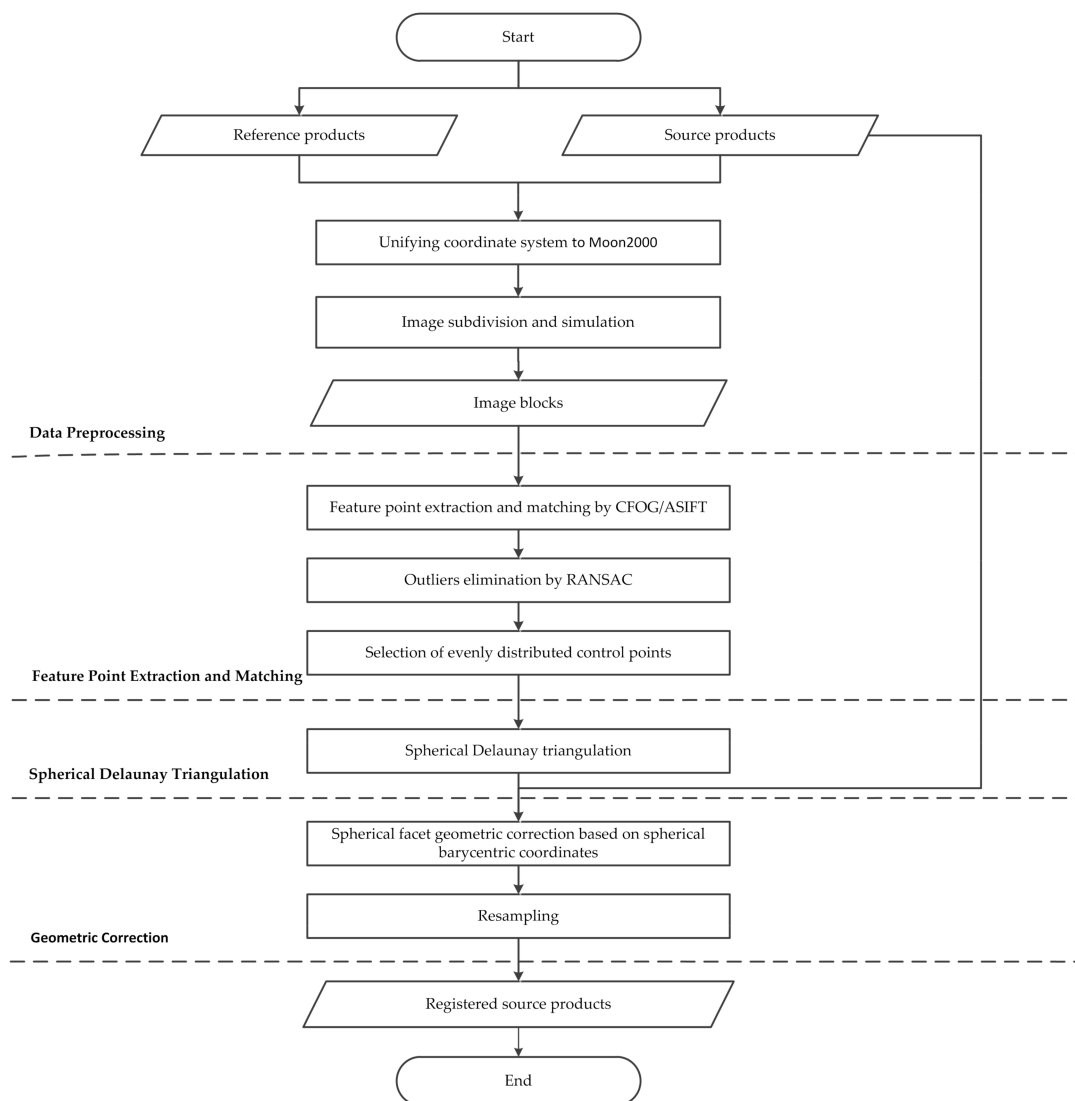 Start
Reference products
Source products
Unifying coordinate system to Moon2000
Image subdivision and simulation
Image blocks
Data Preprocessing
Feature point extraction and matching by CFOG/ASIFT
Outliers elimination by RANSAC
Selection of evenly distributed control points
Feature Point Extraction and Matching
Spherical Delaunay triangulation
Spherical Delaunay Triangulation
Spherical facet geometric correction based on spherical
barycentric coordinates
Resampling
Geometric Correction
Registered source products
End